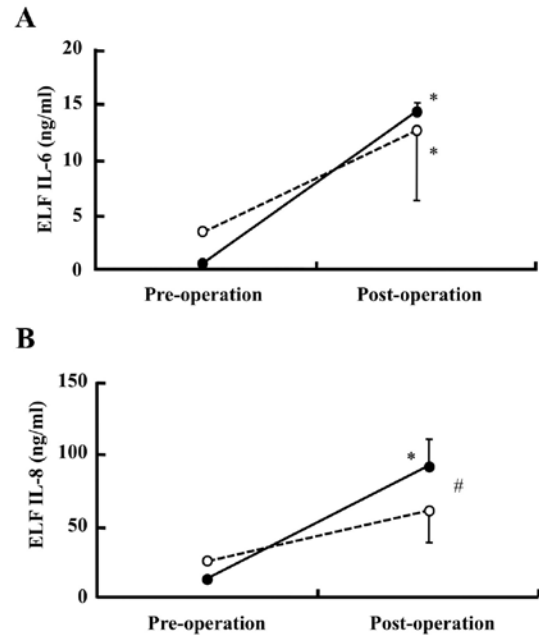 A
20
15
10
5
0
ELF IL-6 (ng/ml)
*
*
Pre-operation Post-operation
B
150
100
50
0
ELF IL-8 (ng/ml)
*
#
Pre-operation Post-operation